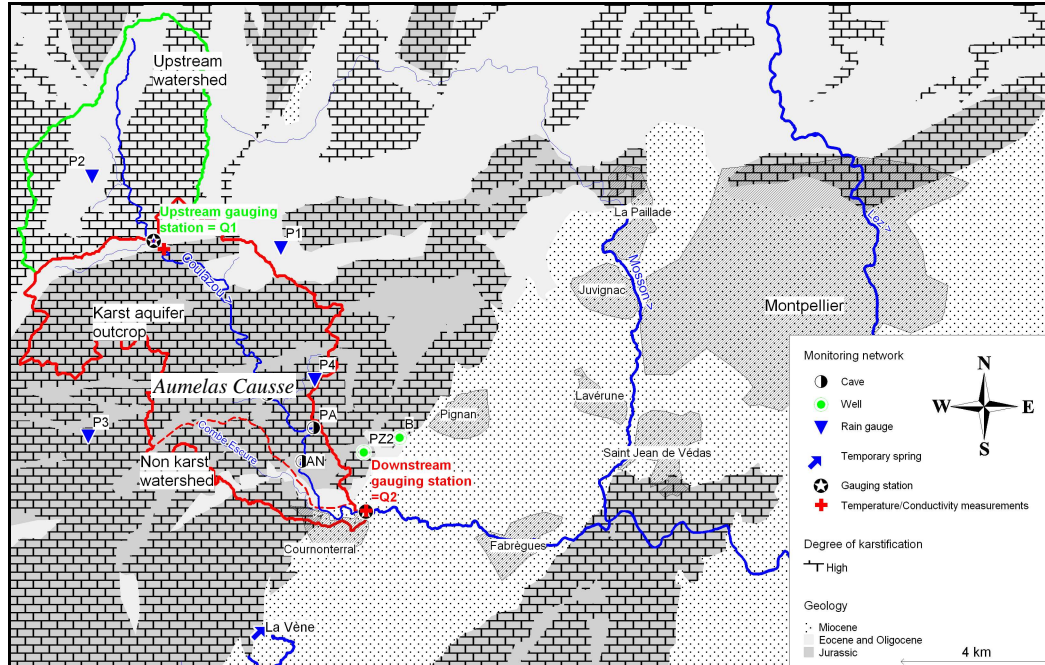 Upstream
watershed
P2
Upstream gauging
station = Q1
P1
La Paillade
Lez >
Coulazou >
Mosson >
Juvignac
Montpellier
Karst aquifer
outcrop
Monitoring network
Cave
Well
Rain gauge
Temporary spring
Gauging station
Temperature/Conductivity measurements
N
W
E
S
P4
Aumelas Causse
Lavérune
P3
PA
B1
Pignan
Combe Escure
PZ2
AN
Saint Jean de Védas
Non karst
watershed
Downstream
gauging station
=Q2
Cournonterral
Fabrègues
Degree of karstification
High
Geology
Miocene
Eocene and Oligocene
Jurassic
La Vène
4 km